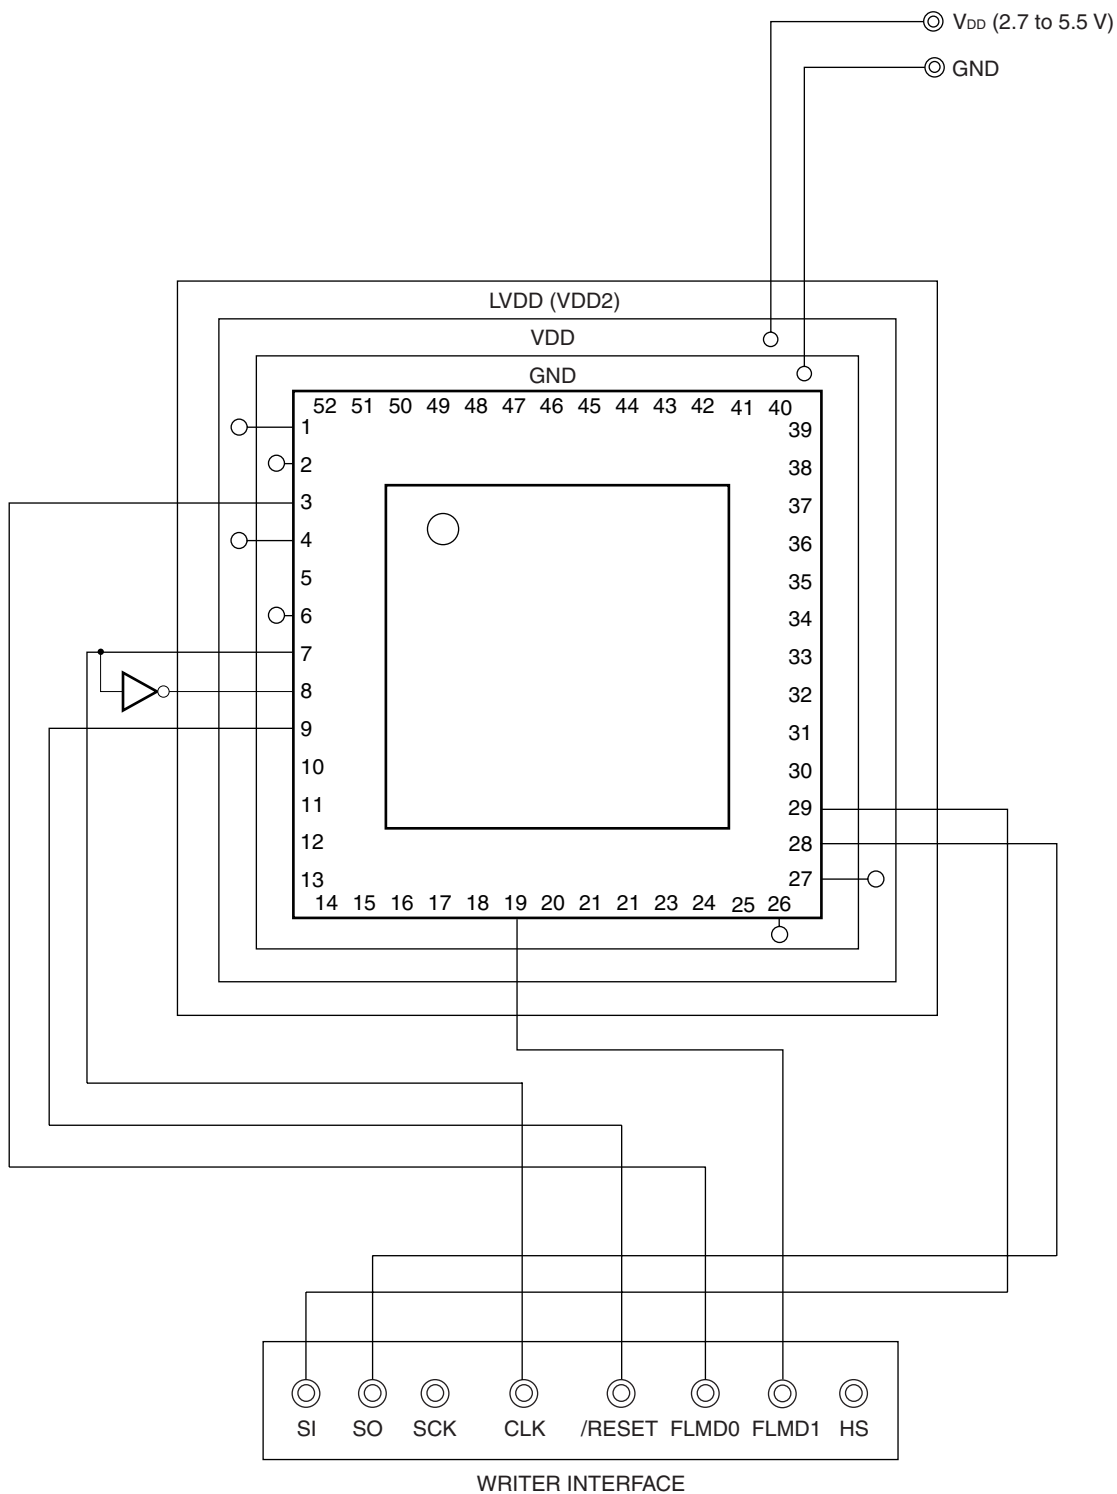 VDD (2.7 to 5.5 V)
GND
LVDD (VDD2)
VDD
GND
52 51 50 49 48 47 46 45 44 43 42 41 40
1
2
3
4
5
6
7
8
9
10
11
12
13
39
38
37
36
35
34
33
32
31
30
29
28
27
14 15 16 17 18 19 20 21 21 23 24 25 26
SI SO SCK CLK /RESET FLMD0 FLMD1 HS
WRITER INTERFACE